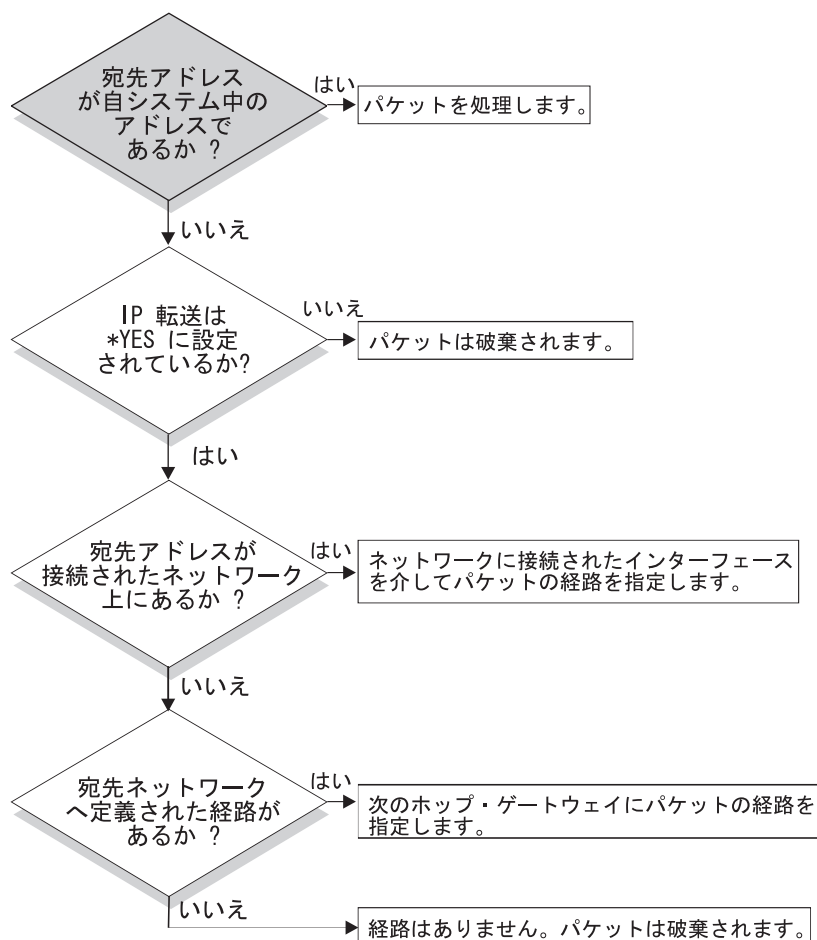 宛先アドレス
が自システム中の
アドレスで
あるか ?
はい
パケットを処理します。
いいえ
IP 転送は
*YES に設定
されているか?
いいえ
パケットは破棄されます。
はい
宛先アドレスが
接続されたネットワーク
上にあるか ?
はい
ネットワークに接続されたインターフェース
を介してパケットの経路を指定します。
いいえ
宛先ネットワーク
へ定義された経路が
あるか ?
はい
次のホップ・ゲートウェイにパケットの経路を
指定します。
いいえ
経路はありません。パケットは破棄されます。